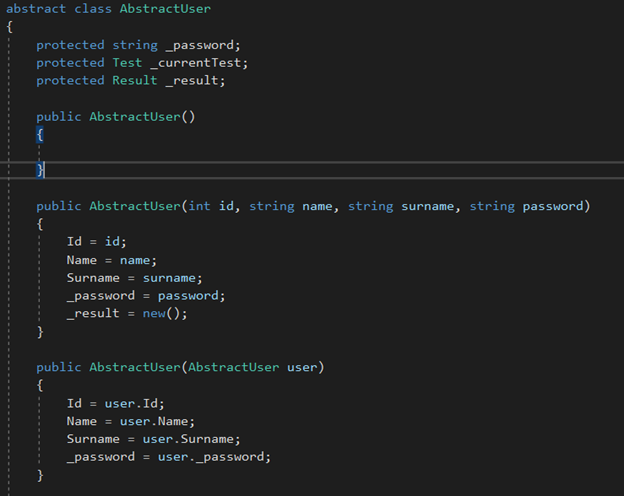 abstract class AbstractUser
{
protected string _password;
protected Test _currentTest;
protected Result _result;
public AbstractUser()
{
}
public AbstractUser(int id, string name, string surname, string password)
{
Id = id;
Name = name;
Surname = surname;
_password = password;
_result = new();
}
public AbstractUser(AbstractUser user)
{
Id = user.Id;
Name = user.Name;
Surname = user.Surname;
_password = user._password;
}